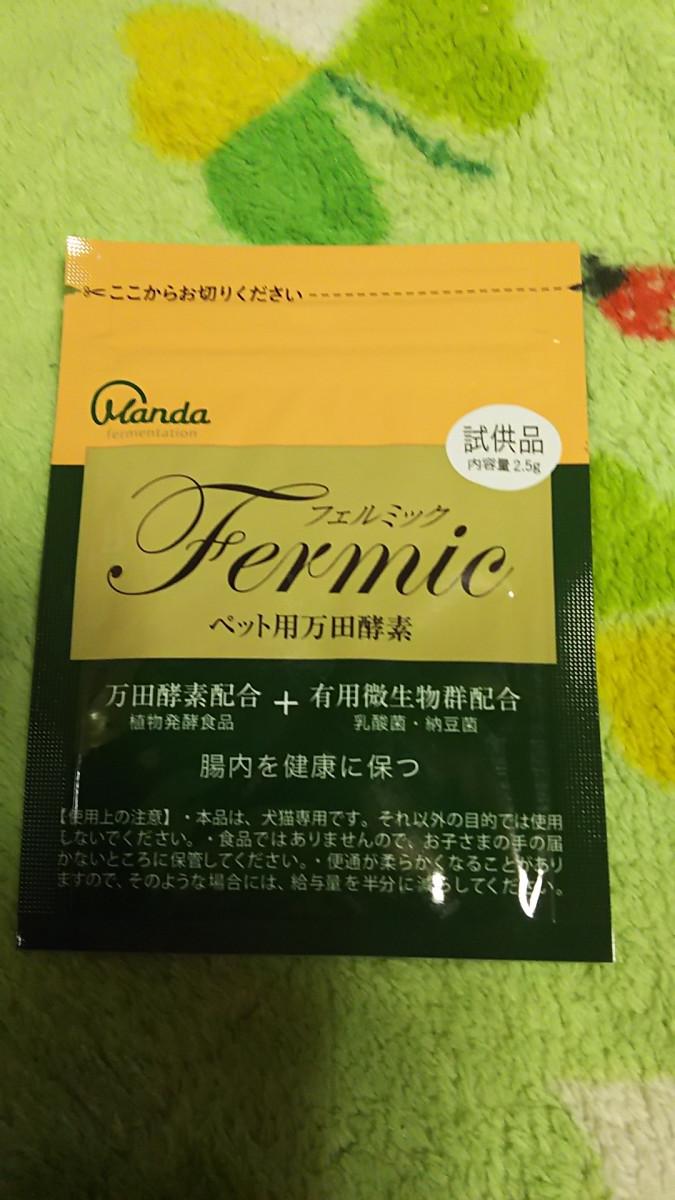 ここからお切りください
Manda
fermentation
試供品
内容量 2.5g
フェルミック
Fermic
ペット用万田酵素
万田酵素配合 + 有用微生物群配合
植物発酵食品 乳酸菌・納豆菌
腸内を健康に保つ
【使用上の注意】・本品は、犬猫専用です。それ以外の目的では使用
しないでください。・食品ではありませんので、お子さまの手の届
かないところに保管してください。・便通が柔らかくなることがあり
ますので、そのような場合には、給与量を半分に減らしてください。